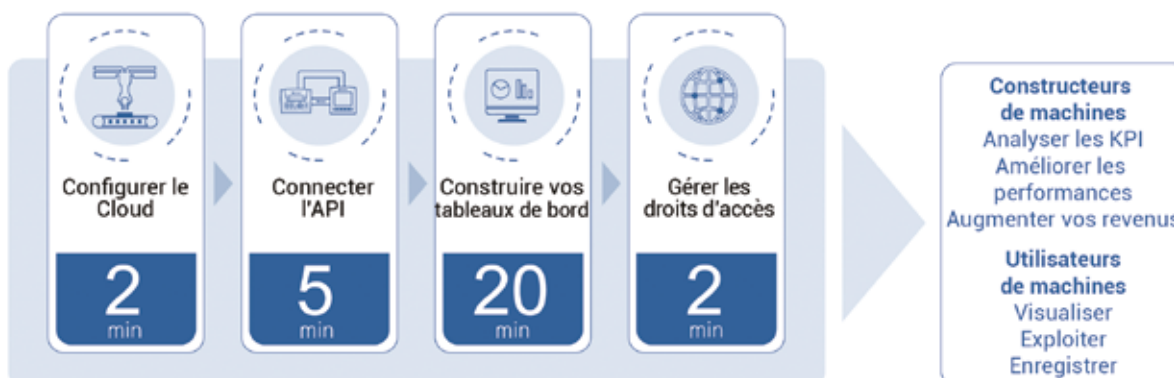 Configurer le
Cloud
2
min
Connecter
l'API
5
min
Construire vos
tableaux de bord
20
min
Gérer les
droits d'accès
2
min
Constructeurs
de machines
Analyser les KPI
Améliorer les
performances
Augmenter vos revenus
Utilisateurs
de machines
Visualiser
Exploiter
Enregistrer